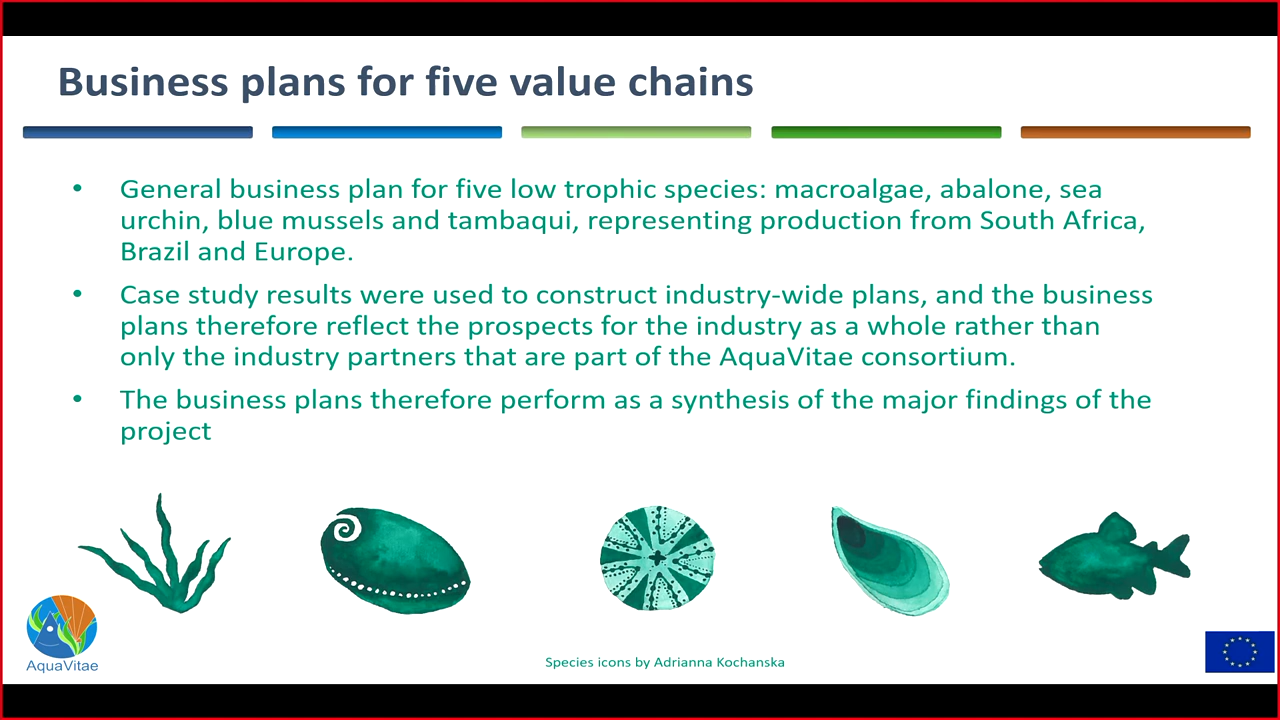 Business plans for five value chains
• General business plan for five low trophic species: macroalgae, abalone, sea
urchin, blue mussels and tambaqui, representing production from South Africa,
Brazil and Europe.
• Case study results were used to construct industry-wide plans, and the business
plans therefore reflect the prospects for the industry as a whole rather than
only the industry partners that are part of the AquaVitae consortium.
• The business plans therefore perform as a synthesis of the major findings of the
project
AquaVitae
Species icons by Adrianna Kochanska